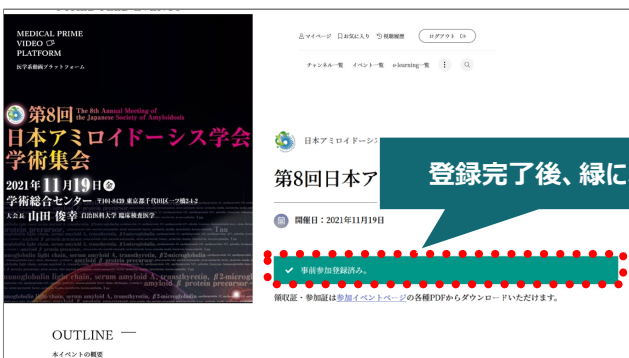 MEDICAL PRIME
VIDEO
PLATFORM
医学系動画プラットフォーム
第8回 The 8th Annual Meeting of
the Japanese Society of Amyloidosis
日本アミロイドーシス学会
学術集会
2021年11月19日金
学術総合センター 〒101-8439 東京都千代田区一ツ橋2-1-2
大会長 山田 俊幸 自治医科大学 臨床検査医学
マイページ お気に入り 視聴履歴 ログアウト
チャンネル一覧 イベント一覧 e-learning一覧
日本アミロイドーシ
第8回日本ア
登録完了後、緑に
開催日：2021年11月19日
事前参加登録済み。
領収証・参加証は参加イベントページの各種PDFからダウンロードいただけます。
OUTLINE
本イベントの概要